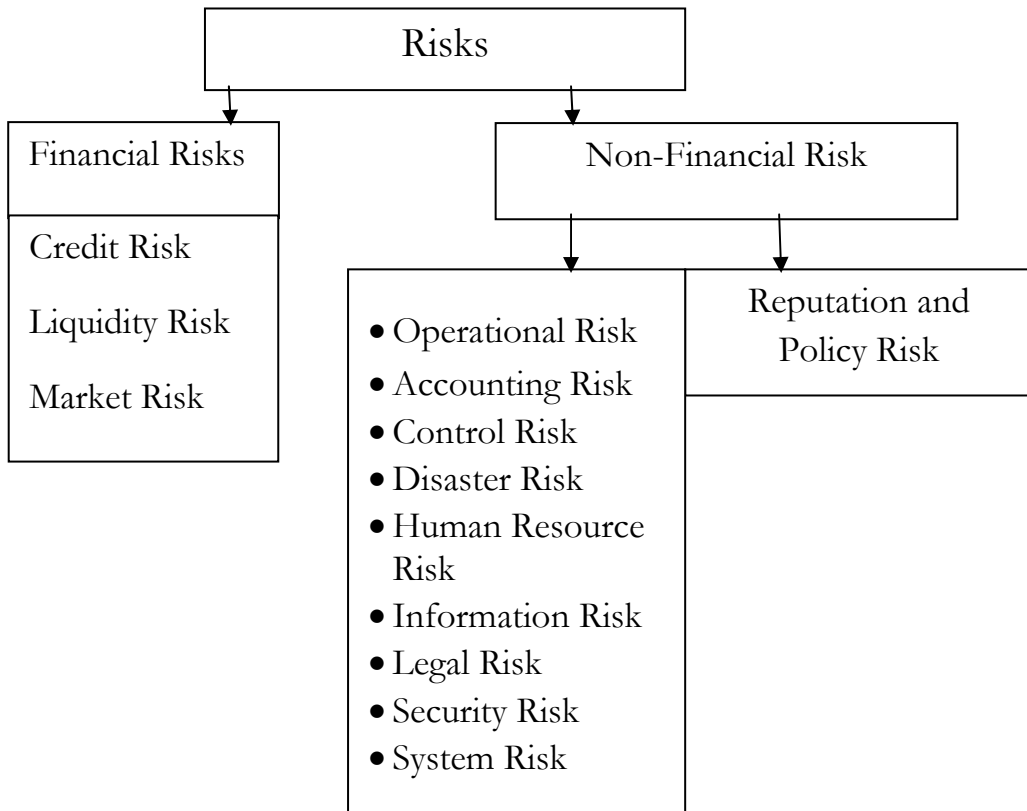 Risks
Financial Risks
Non-Financial Risk
Credit Risk
Liquidity Risk
Market Risk
• Operational Risk
• Accounting Risk
• Control Risk
• Disaster Risk
• Human Resource
Risk
• Information Risk
• Legal Risk
• Security Risk
• System Risk
Reputation and
Policy Risk